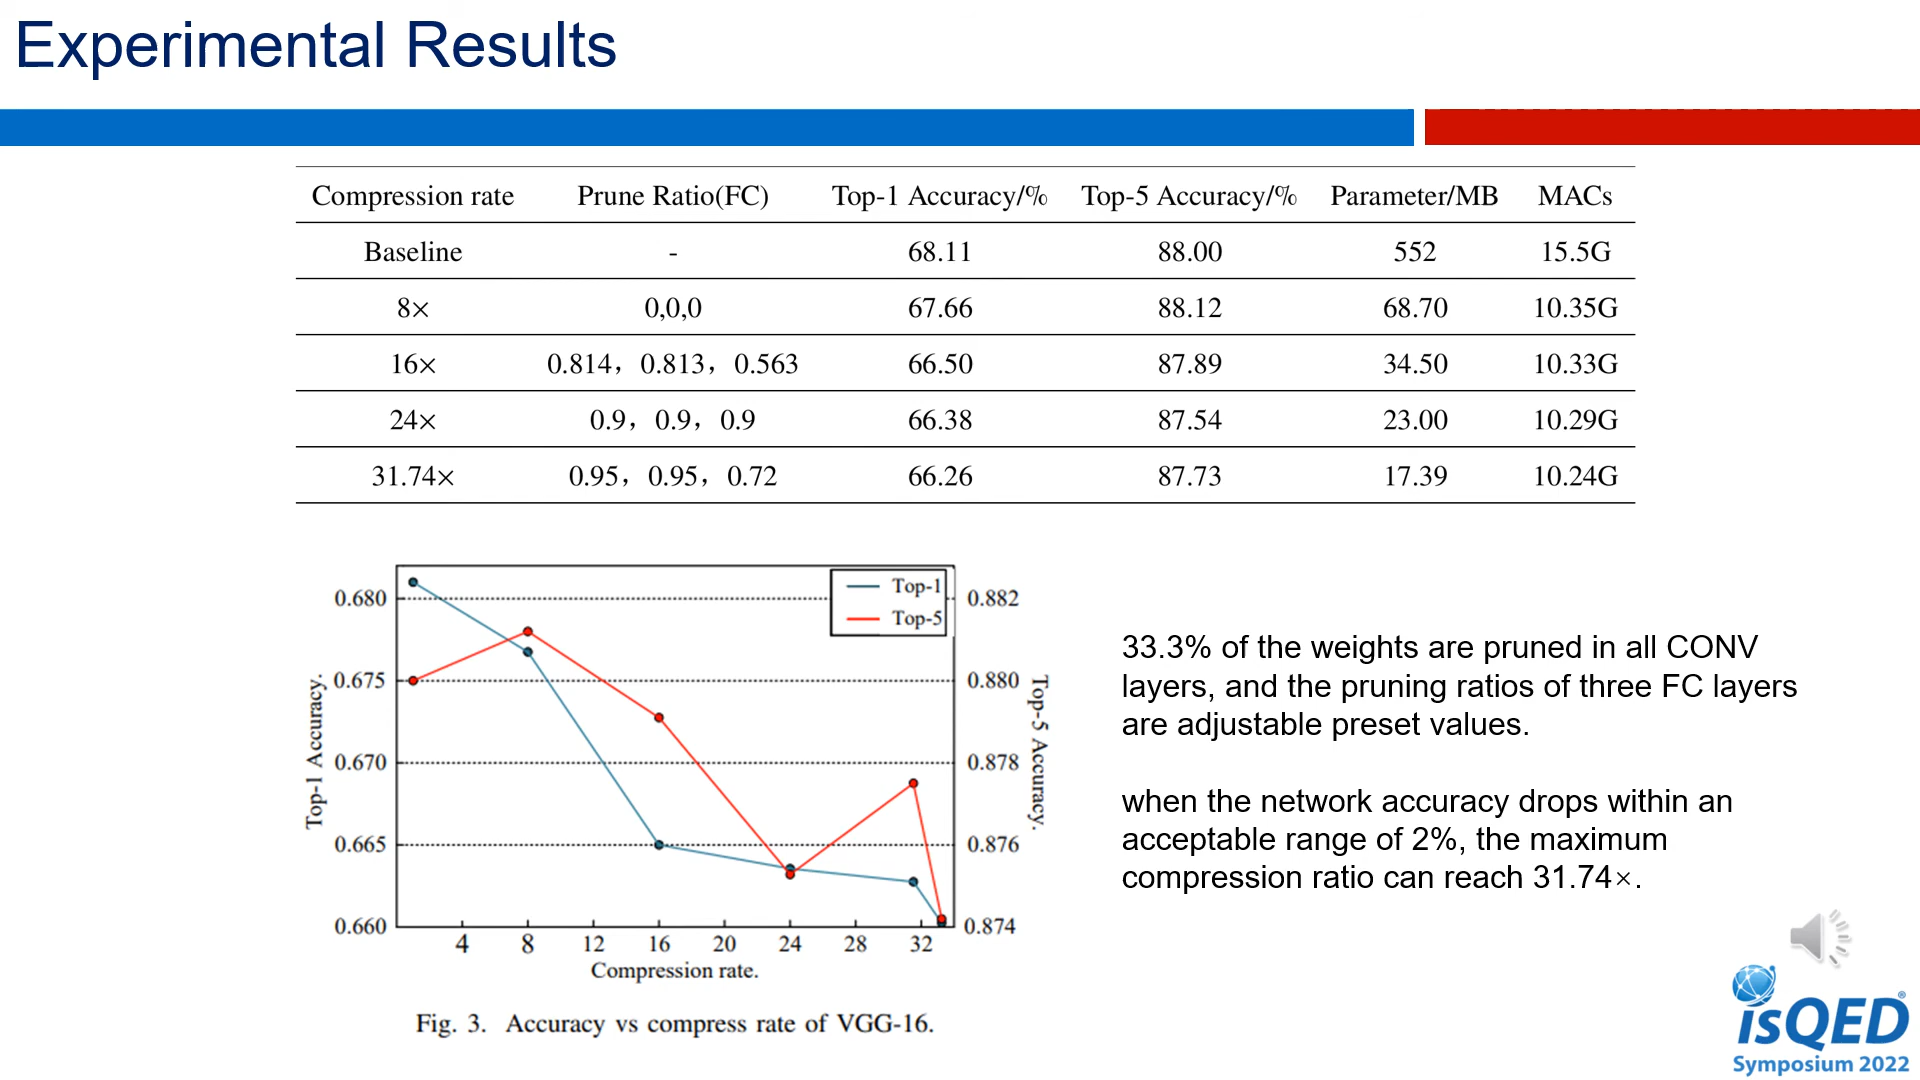 Experimental Results
Compression rate Prune Ratio(FC) Top-1 Accuracy/% Top-5 Accuracy/% Parameter/MB MACs
Baseline - 68.11 88.00 552 15.5G
8× 0,0,0 67.66 88.12 68.70 10.35G
16× 0.814，0.813，0.563 66.50 87.89 34.50 10.33G
24× 0.9，0.9，0.9 66.38 87.54 23.00 10.29G
31.74× 0.95，0.95，0.72 66.26 87.73 17.39 10.24G
Top-1
Top-5
0.680
0.675
0.670
0.665
0.660
Top-1 Accuracy.
0.882
0.880
0.878
0.876
0.874
Top-5 Accuracy.
4 8 12 16 20 24 28 32
Compression rate.
Fig. 3. Accuracy vs compress rate of VGG-16.
33.3% of the weights are pruned in all CONV
layers, and the pruning ratios of three FC layers
are adjustable preset values.
when the network accuracy drops within an
acceptable range of 2%, the maximum
compression ratio can reach 31.74×.
isQED®
Symposium 2022